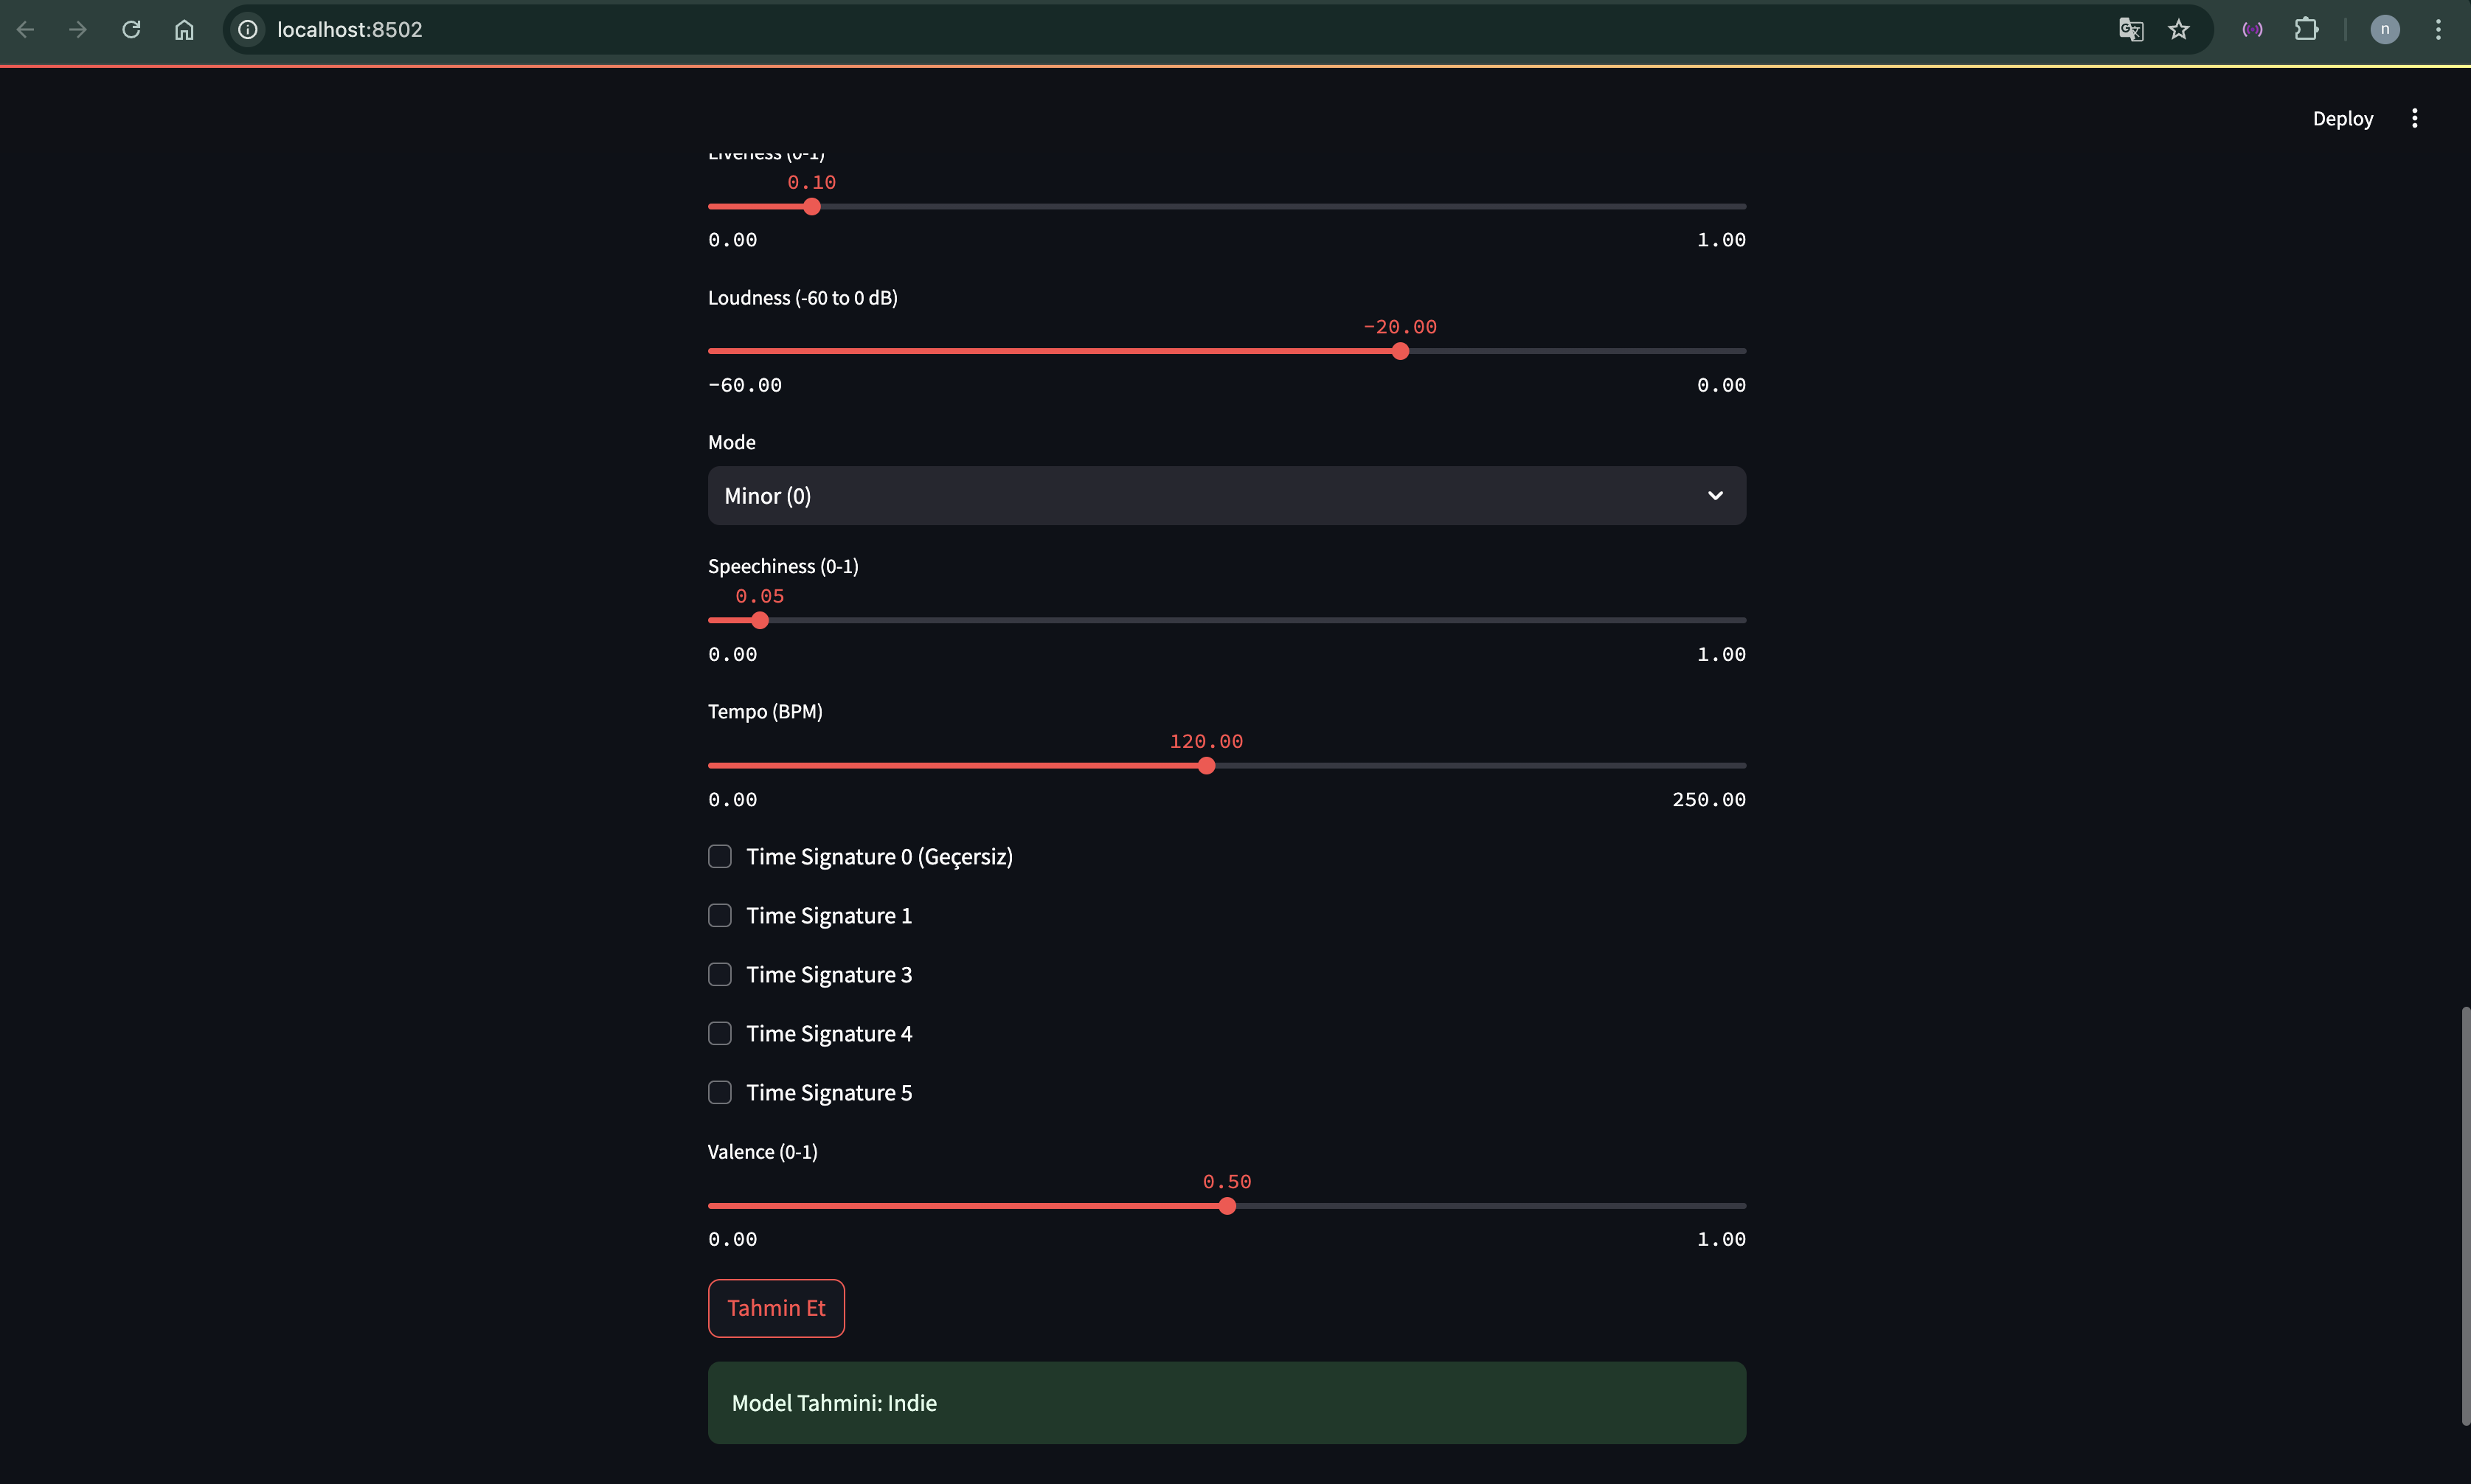 localhost:8502
n
Deploy
Liveness (0-1)
0.10
0.00 1.00
Loudness (-60 to 0 dB)
-20.00
-60.00 0.00
Mode
Minor (0)
Speechiness (0-1)
0.05
0.00 1.00
Tempo (BPM)
120.00
0.00 250.00
Time Signature 0 (Geçersiz)
Time Signature 1
Time Signature 3
Time Signature 4
Time Signature 5
Valence (0-1)
0.50
0.00 1.00
Tahmin Et
Model Tahmini: Indie